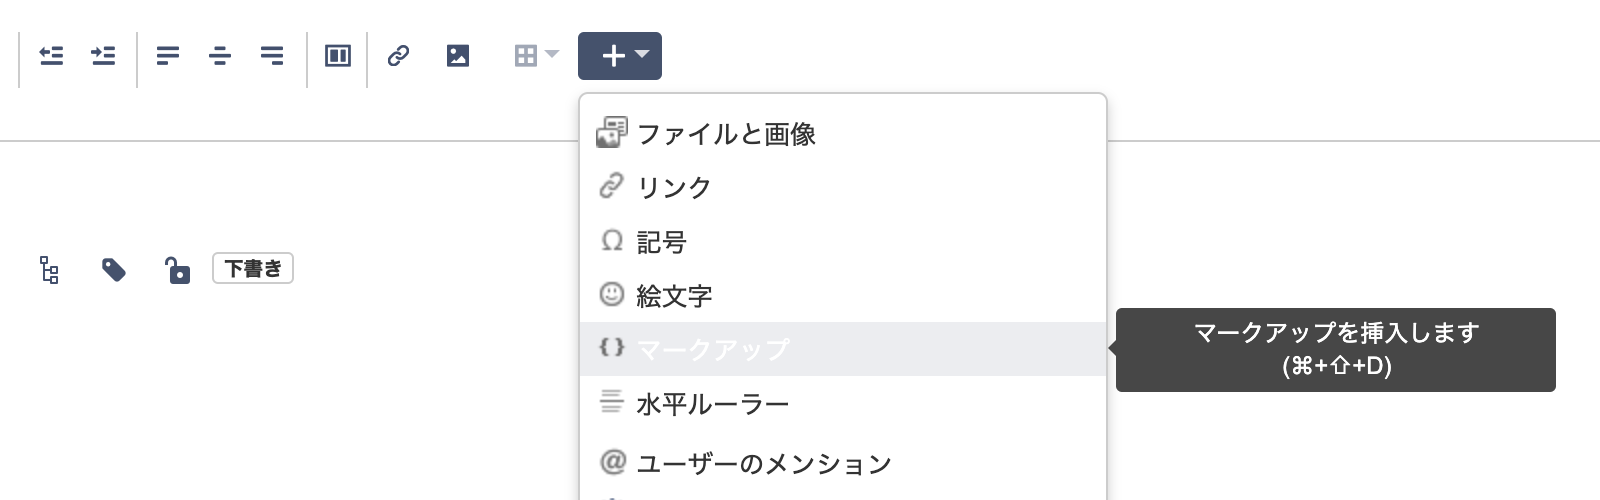 ファイルと画像
リンク
記号
絵文字
マークアップ
水平ルーラー
ユーザーのメンション
下書き
マークアップを挿入します
(⌘+⇧+D)